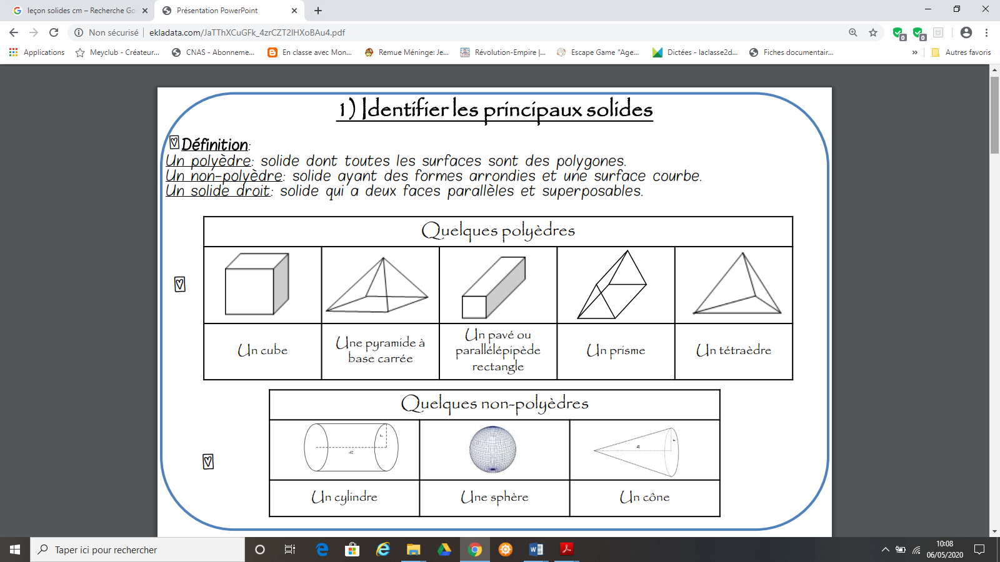 leçon solides cm – Recherche Go
Présentation PowerPoint
Non sécurisé
ekladata.com/JaTThXCuGFk_4zrCZT2IHXoBAu4.pdf
Applications
Meyclub - Créateur...
CNAS - Abonneme...
En classe avec Mon...
Remue Méninge: Je...
Révolution-Empire |...
Escape Game "Age...
Dictées - laclasse2d...
Fiches documentair...
»
Autres favoris
0
0
1) Identifier les principaux solides
Définition:
Un polyèdre: solide dont toutes les surfaces sont des polygones.
Un non-polyèdre: solide ayant des formes arrondies et une surface courbe.
Un solide droit: solide qui a deux faces parallèles et superposables.
Quelques polyèdres
Un cube
Une pyramide à
base carrée
Un pavé ou
parallélépipède
rectangle
Un prisme
Un tétraèdre
Quelques non-polyèdres
h
r
h
r
Un cylindre
Une sphère
Un cône
Taper ici pour rechercher
10:08
06/05/2020